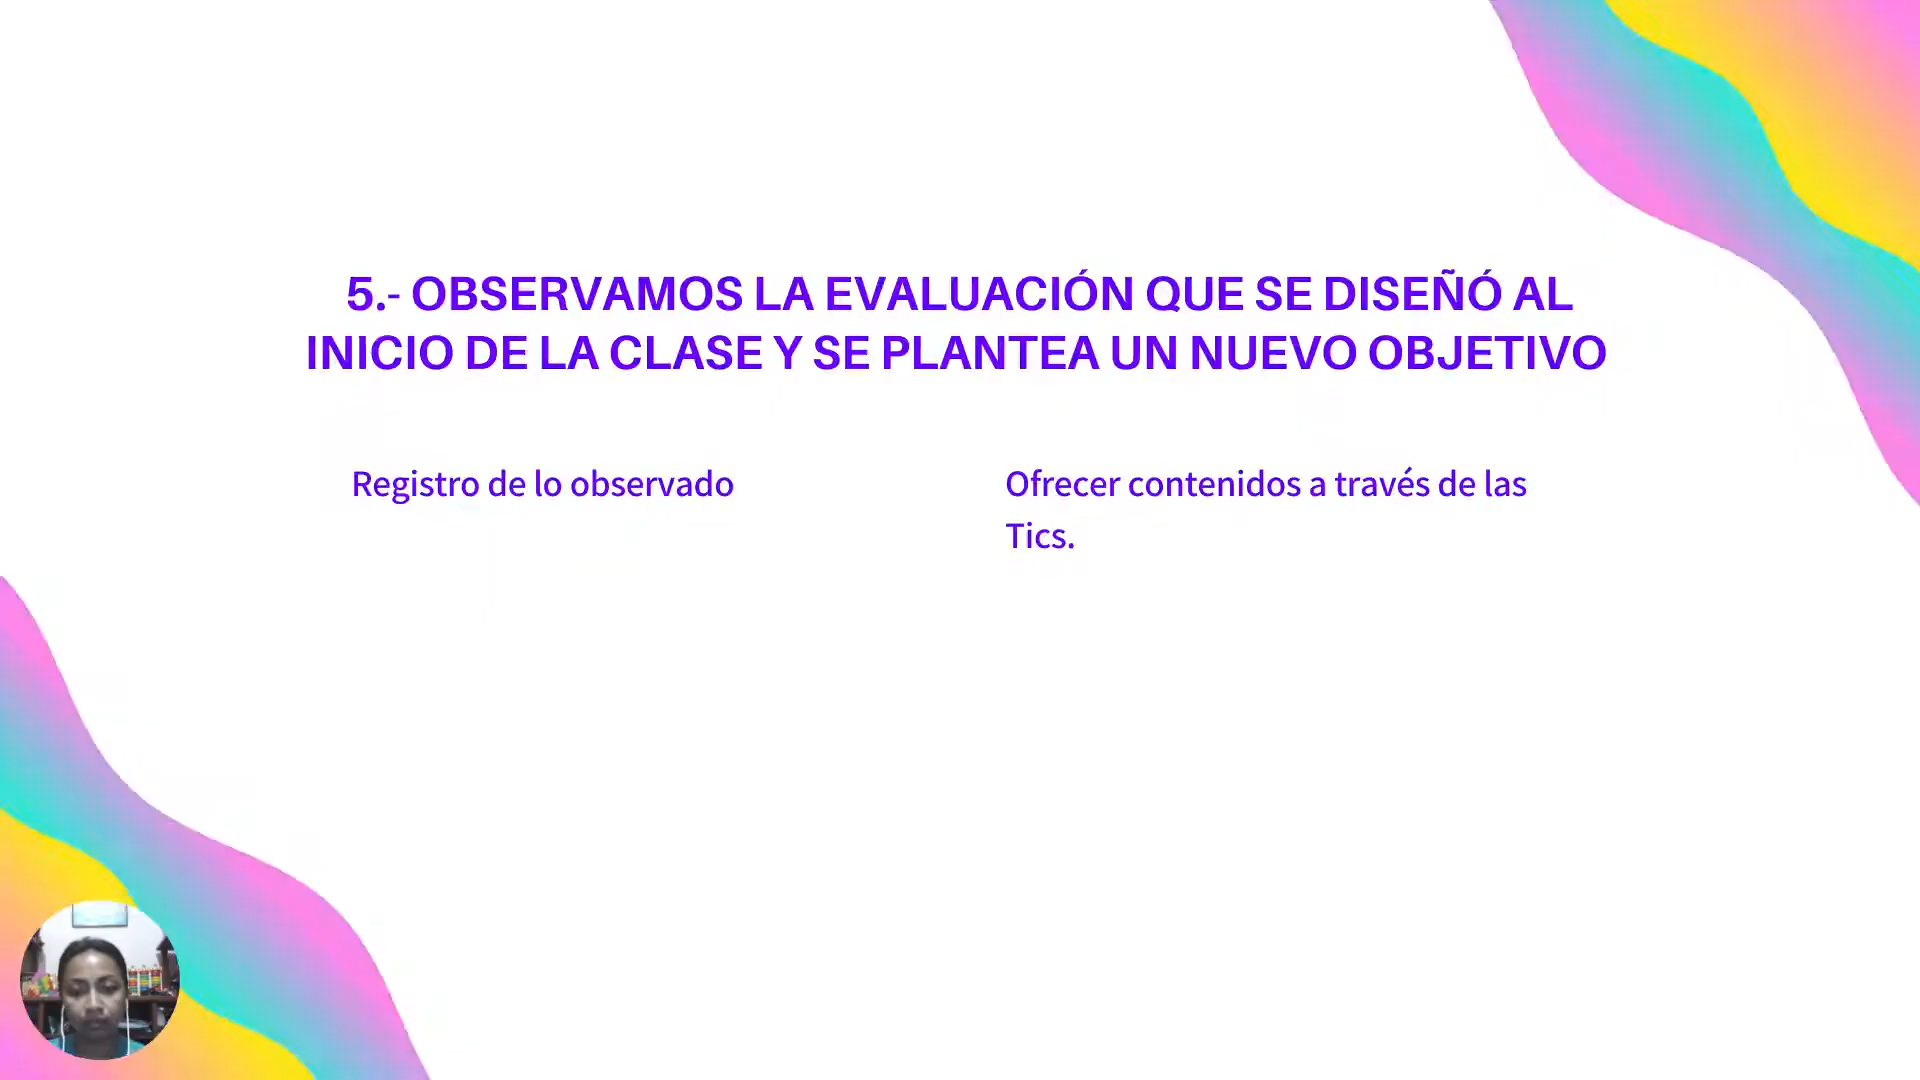 5.- OBSERVAMOS LA EVALUACIÓN QUE SE DISEÑÓ AL
INICIO DE LA CLASE Y SE PLANTEA UN NUEVO OBJETIVO
Registro de lo observado
Ofrecer contenidos a través de las
Tics.